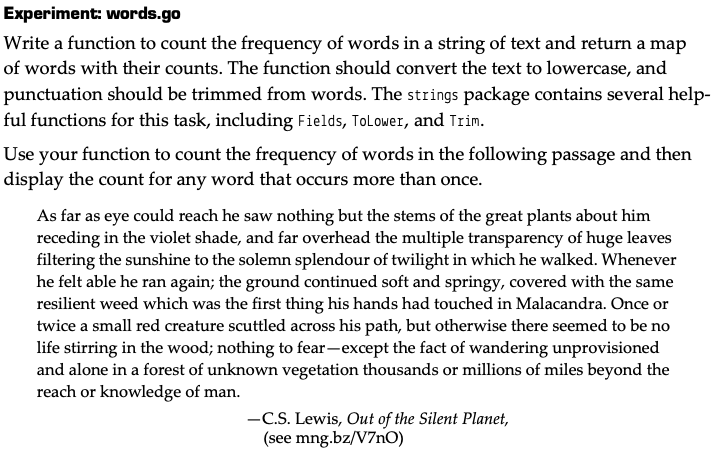 Experiment: words.go
Write a function to count the frequency of words in a string of text and return a map
of words with their counts. The function should convert the text to lowercase, and
punctuation should be trimmed from words. The strings package contains several help-
ful functions for this task, including Fields, ToLower, and Trim.
Use your function to count the frequency of words in the following passage and then
display the count for any word that occurs more than once.
As far as eye could reach he saw nothing but the stems of the great plants about him
receding in the violet shade, and far overhead the multiple transparency of huge leaves
filtering the sunshine to the solemn splendour of twilight in which he walked. Whenever
he felt able he ran again; the ground continued soft and springy, covered with the same
resilient weed which was the first thing his hands had touched in Malacandra. Once or
twice a small red creature scuttled across his path, but otherwise there seemed to be no
life stirring in the wood; nothing to fear—except the fact of wandering unprovisioned
and alone in a forest of unknown vegetation thousands or millions of miles beyond the
reach or knowledge of man.
—C.S. Lewis, Out of the Silent Planet,
(see mng.bz/V7nO)